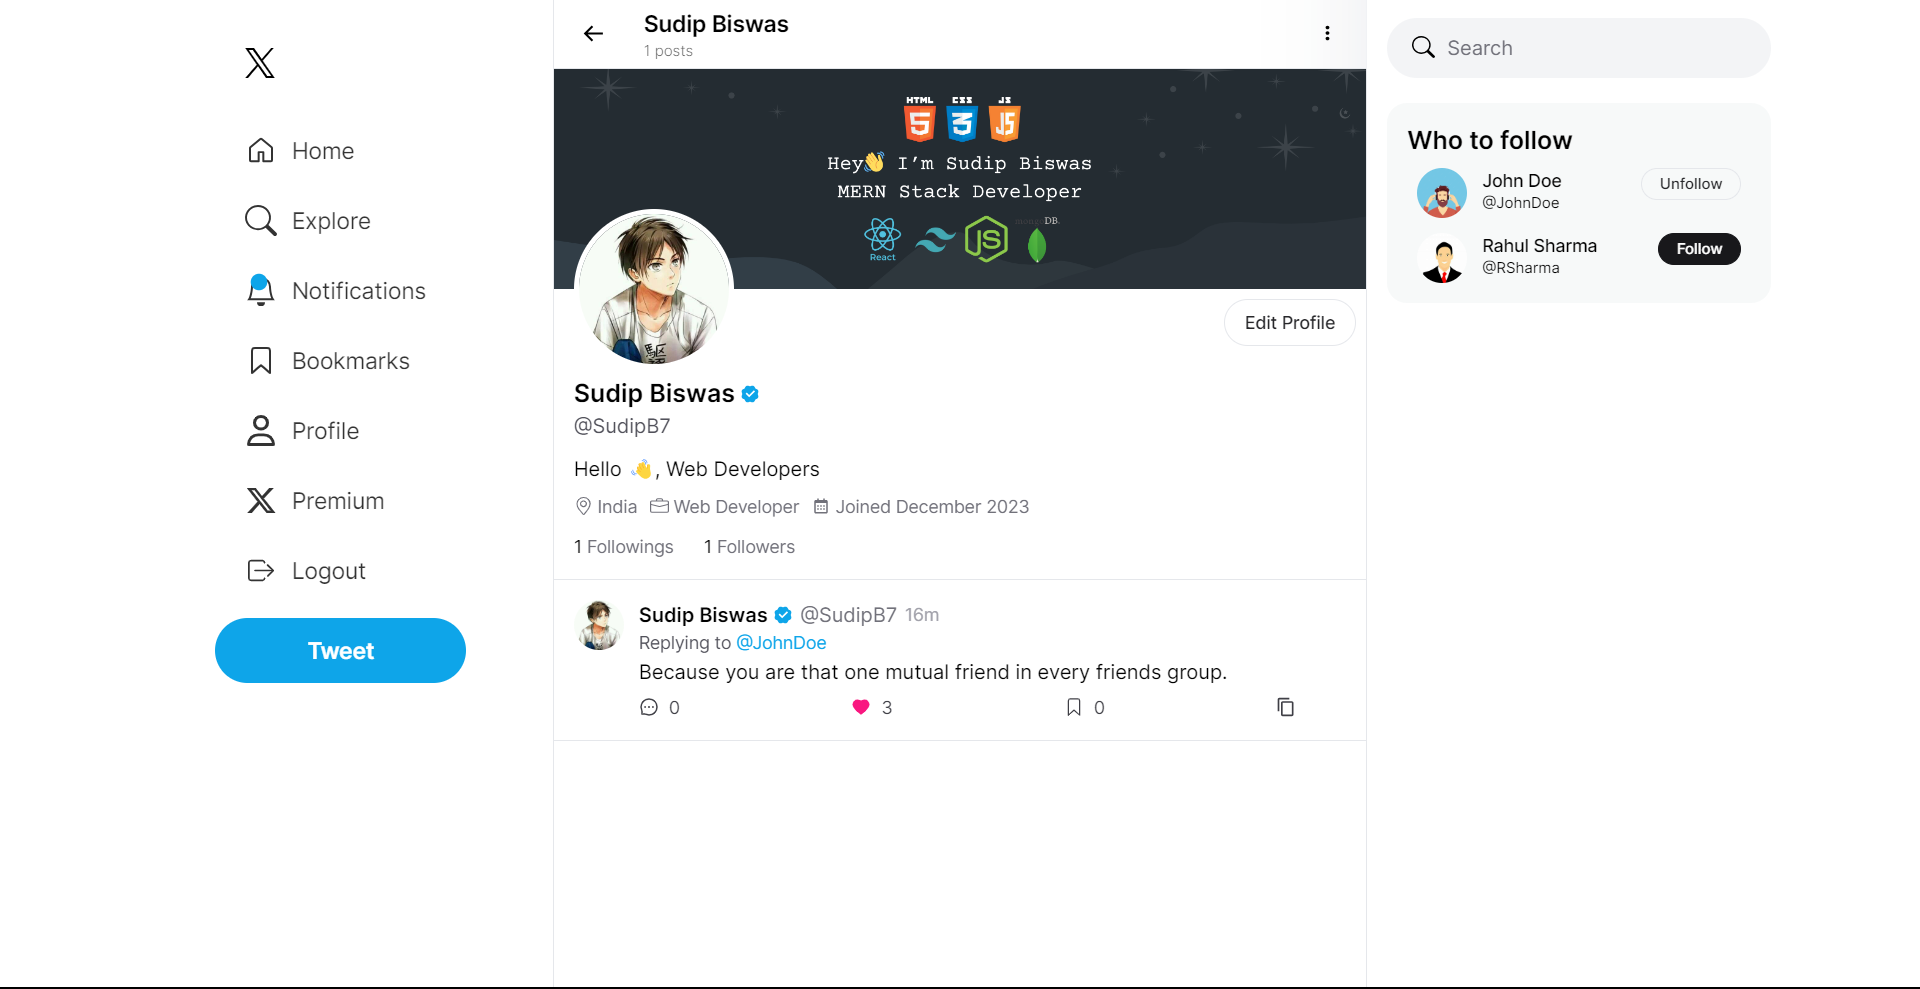 Home
Explore
Notifications
Bookmarks
Profile
Premium
Logout
Tweet
Sudip Biswas
1 posts
HTML CSS JS
5 3 JS
Hey👋 I’m Sudip Biswas
MERN Stack Developer
JS
mongoDB.
React
Edit Profile
Sudip Biswas
@SudipB7
Hello 👋, Web Developers
India Web Developer Joined December 2023
1 Followings 1 Followers
Sudip Biswas @SudipB7 16m
Replying to @JohnDoe
Because you are that one mutual friend in every friends group.
0 3 0
Search
Who to follow
John Doe
@JohnDoe
Unfollow
Rahul Sharma
@RSharma
Follow